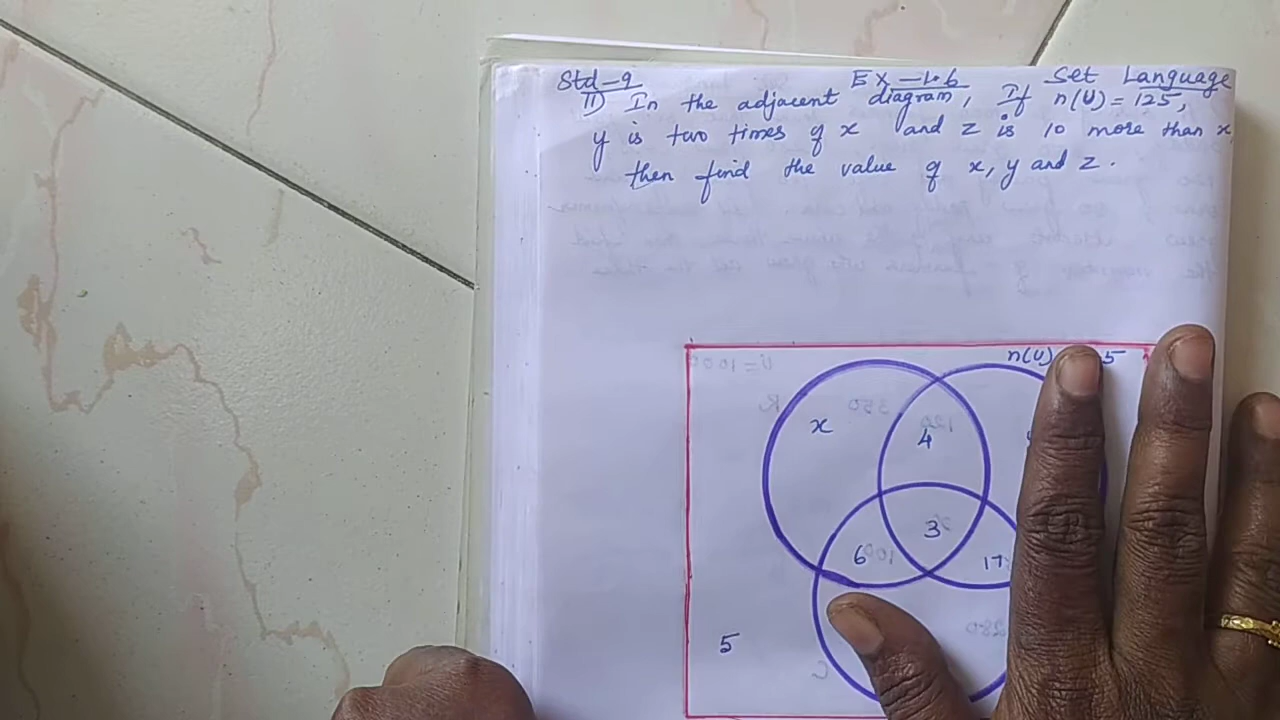 Std-9 Ex-1.6 Set Language
11) In the adjacent diagram, If n(U)=125,
y is two times of x and z is 10 more than x
then find the value of x, y and z.
n(U) 5
x
4
3
6
17
5